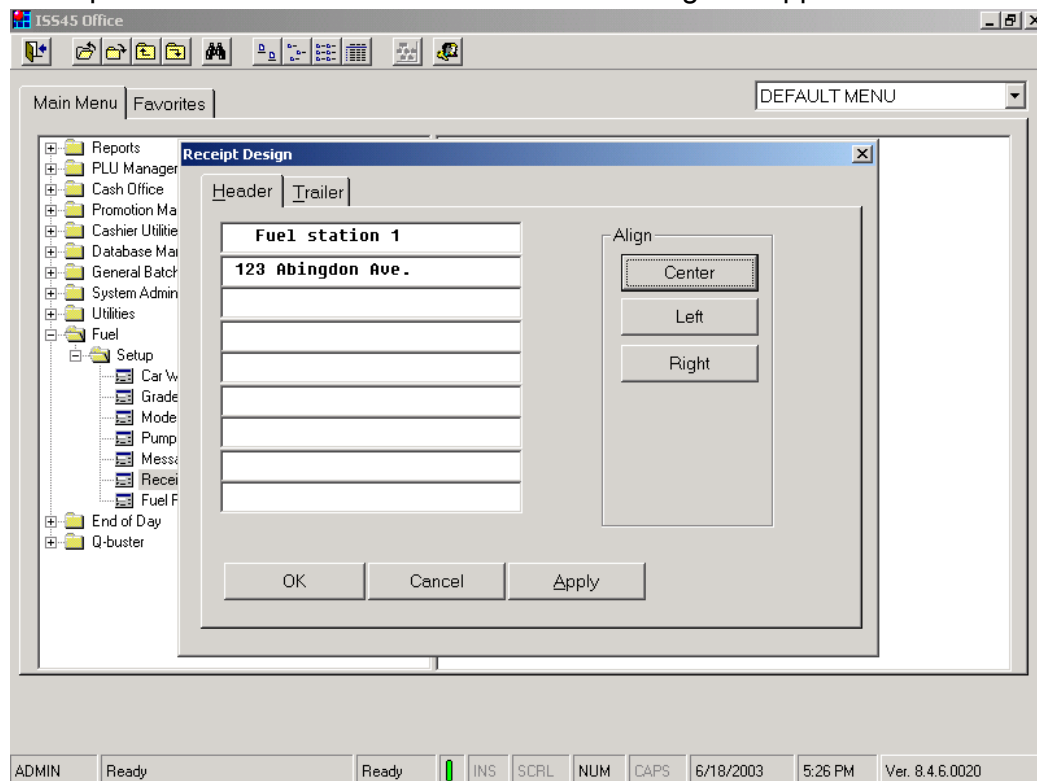 ISS45 Office
Main Menu
Favorites
DEFAULT MENU
Reports
PLU Manager
Cash Office
Promotion Ma
Cashier Utilitie
Database Mai
General Batch
System Admin
Utilities
Fuel
Setup
Car W
Grade
Mode
Pump
Messa
Recei
Fuel P
End of Day
Q-buster
Receipt Design
Header
Trailer
Fuel station 1
123 Abingdon Ave.
Align
Center
Left
Right
OK
Cancel
Apply
ADMIN
Ready
Ready
INS
SCRL
NUM
CAPS
6/18/2003
5:26 PM
Ver. 8.4.6.0020